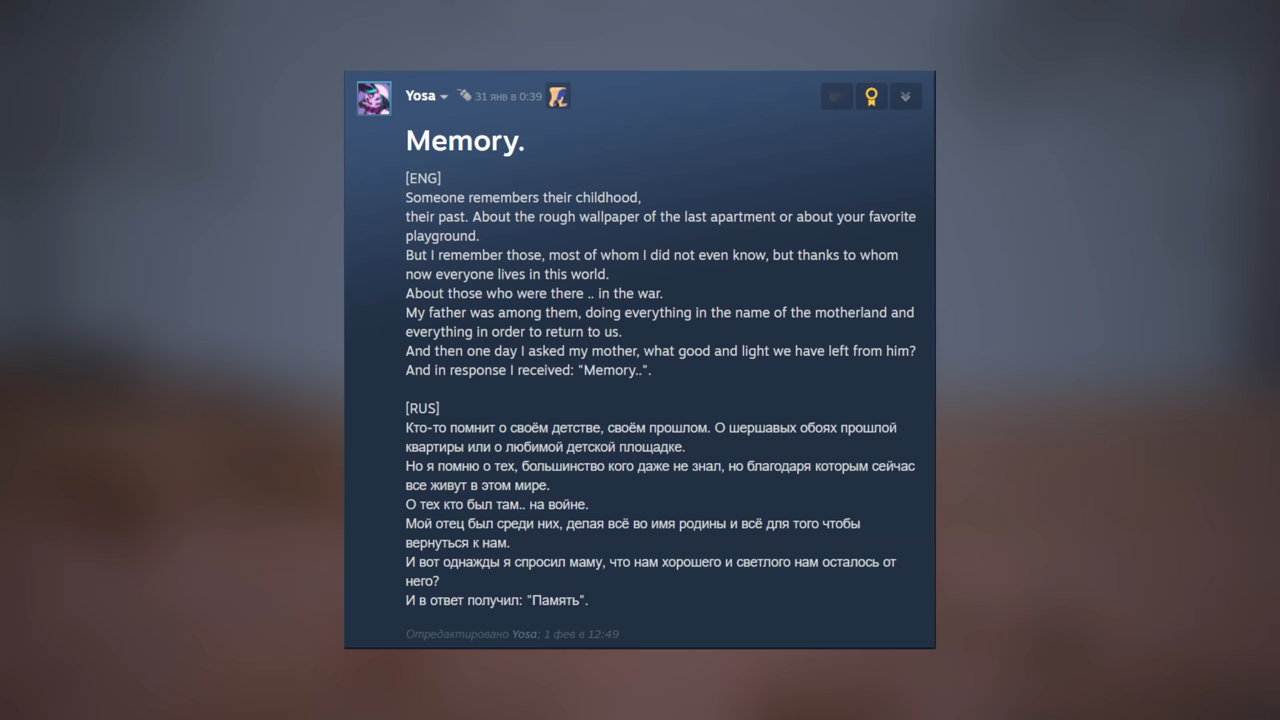 Yosa 31 янв в 0:39
Memory.
[ENG]
Someone remembers their childhood,
their past. About the rough wallpaper of the last apartment or about your favorite
playground.
But I remember those, most of whom I did not even know, but thanks to whom
now everyone lives in this world.
About those who were there .. in the war.
My father was among them, doing everything in the name of the motherland and
everything in order to return to us.
And then one day I asked my mother, what good and light we have left from him?
And in response I received: "Memory..".
[RUS]
Кто-то помнит о своём детстве, своём прошлом. О шершавых обоях прошлой
квартиры или о любимой детской площадке.
Но я помню о тех, большинство кого даже не знал, но благодаря которым сейчас
все живут в этом мире.
О тех кто был там.. на войне.
Мой отец был среди них, делая всё во имя родины и всё для того чтобы
вернуться к нам.
И вот однажды я спросил маму, что нам хорошего и светлого нам осталось от
него?
И в ответ получил: "Память".
Отредактировано Yosa; 1 фев в 12:49